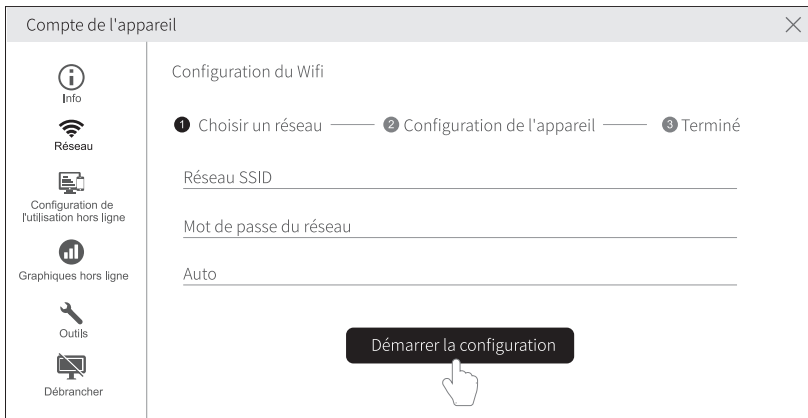 Compte de l'appareil
Info
Réseau
Configuration de
l'utilisation hors ligne
Graphiques hors ligne
Outils
Débrancher
Configuration du Wifi
1 Choisir un réseau 2 Configuration de l'appareil 3 Terminé
Réseau SSID
Mot de passe du réseau
Auto
Démarrer la configuration